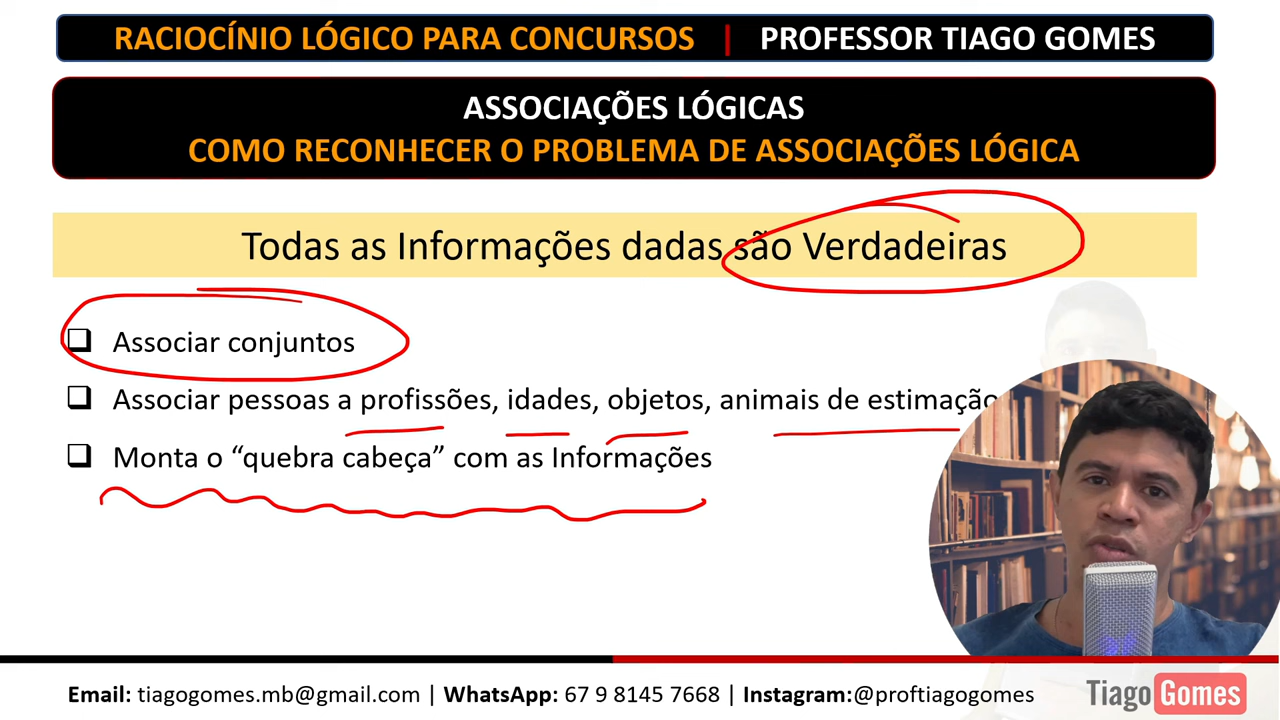 RACIOCÍNIO LÓGICO PARA CONCURSOS | PROFESSOR TIAGO GOMES
ASSOCIAÇÕES LÓGICAS
COMO RECONHECER O PROBLEMA DE ASSOCIAÇÕES LÓGICA
Todas as Informações dadas são Verdadeiras
Associar conjuntos
Associar pessoas a profissões, idades, objetos, animais de estimação
Monta o “quebra cabeça” com as Informações
Email: tiagogomes.mb@gmail.com | WhatsApp: 67 9 8145 7668 | Instagram:@proftiagogomes
Tiago Gomes